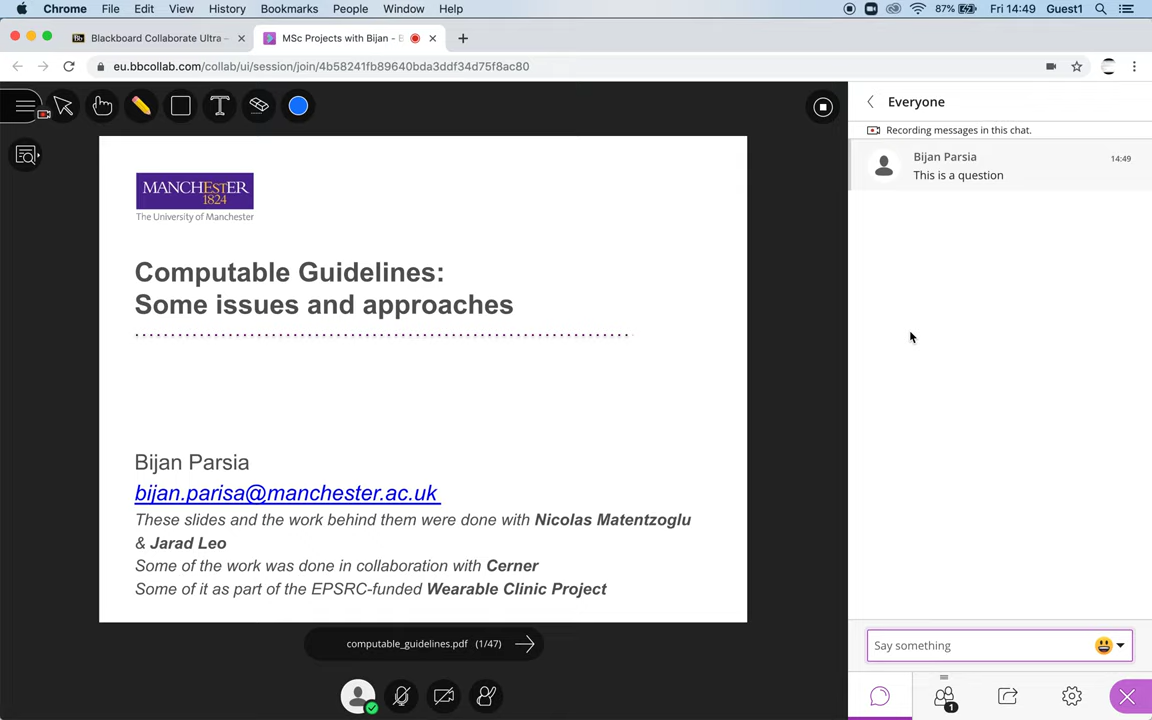 Chrome File Edit View History Bookmarks People Window Help 87% Fri 14:49 Guest1
Bb Blackboard Collaborate Ultra – MSc Projects with Bijan - B
eu.bbcollab.com/collab/ui/session/join/4b58241fb89640bda3ddf34d75f8ac80
Everyone
Recording messages in this chat.
Bijan Parsia 14:49
This is a question
MANCHESTER
1824
The University of Manchester
Computable Guidelines:
Some issues and approaches
Bijan Parsia
bijan.parisa@manchester.ac.uk
These slides and the work behind them were done with Nicolas Matentzoglu
& Jarad Leo
Some of the work was done in collaboration with Cerner
Some of it as part of the EPSRC-funded Wearable Clinic Project
computable_guidelines.pdf (1/47)
Say something
1